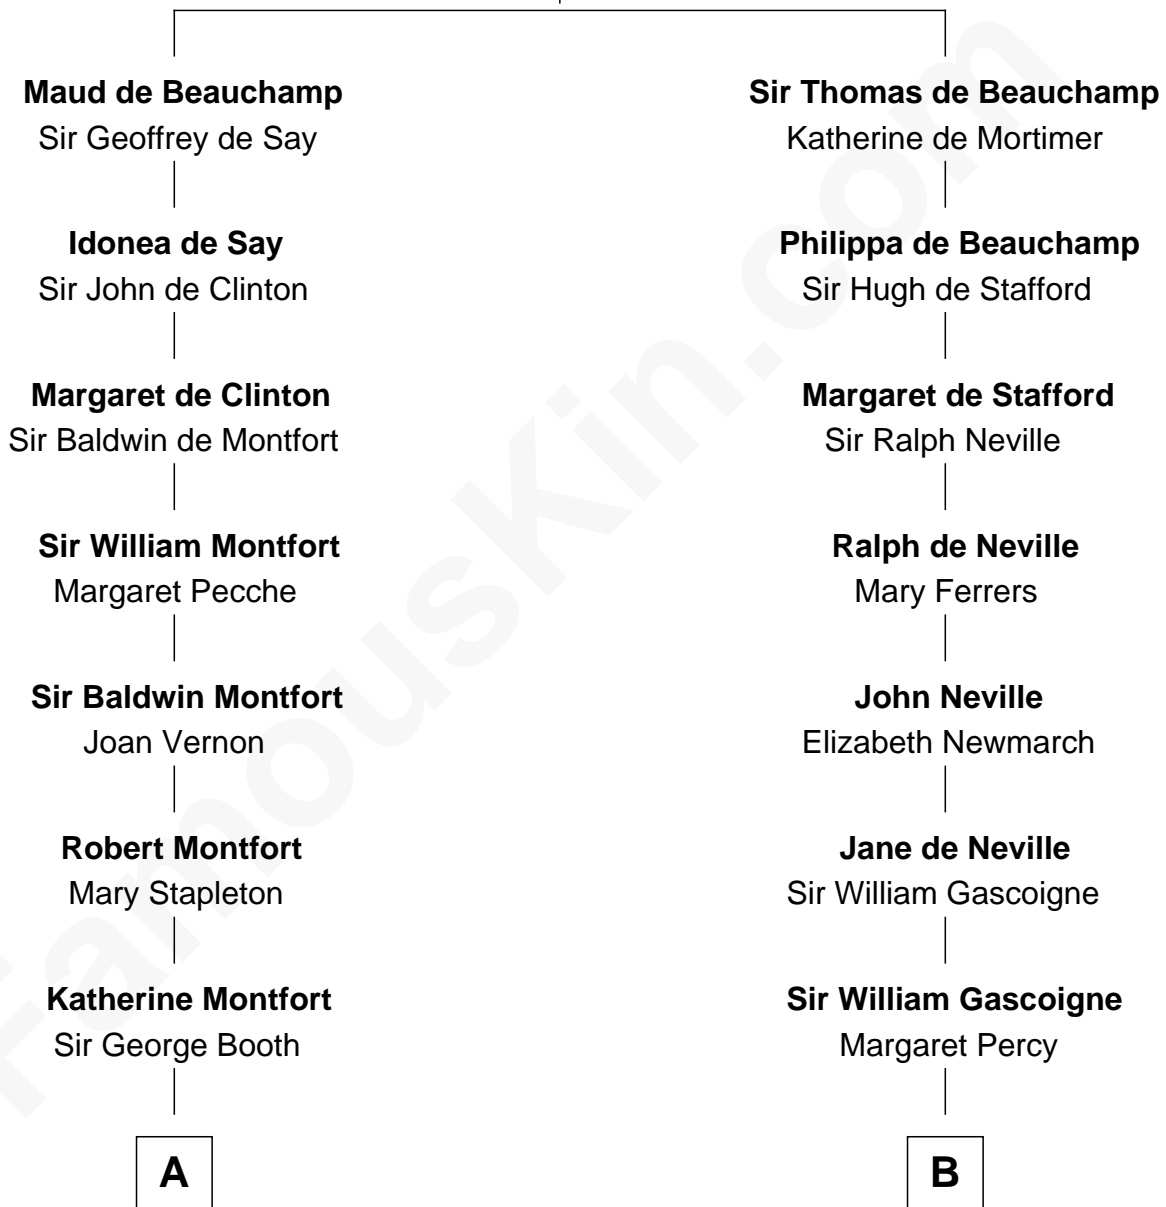 Maud de Beauchamp
Sir Geoffrey de Say
Idonea de Say
Sir John de Clinton
Margaret de Clinton
Sir Baldwin de Montfort
Sir William Montfort
Margaret Pecche
Sir Baldwin Montfort
Joan Vernon
Robert Montfort
Mary Stapleton
Katherine Montfort
Sir George Booth
A
Sir Thomas de Beauchamp
Katherine de Mortimer
Philippa de Beauchamp
Sir Hugh de Stafford
Margaret de Stafford
Sir Ralph Neville
Ralph de Neville
Mary Ferrers
John Neville
Elizabeth Newmarch
Jane de Neville
Sir William Gascoigne
Sir William Gascoigne
Margaret Percy
B
FamousKin.com